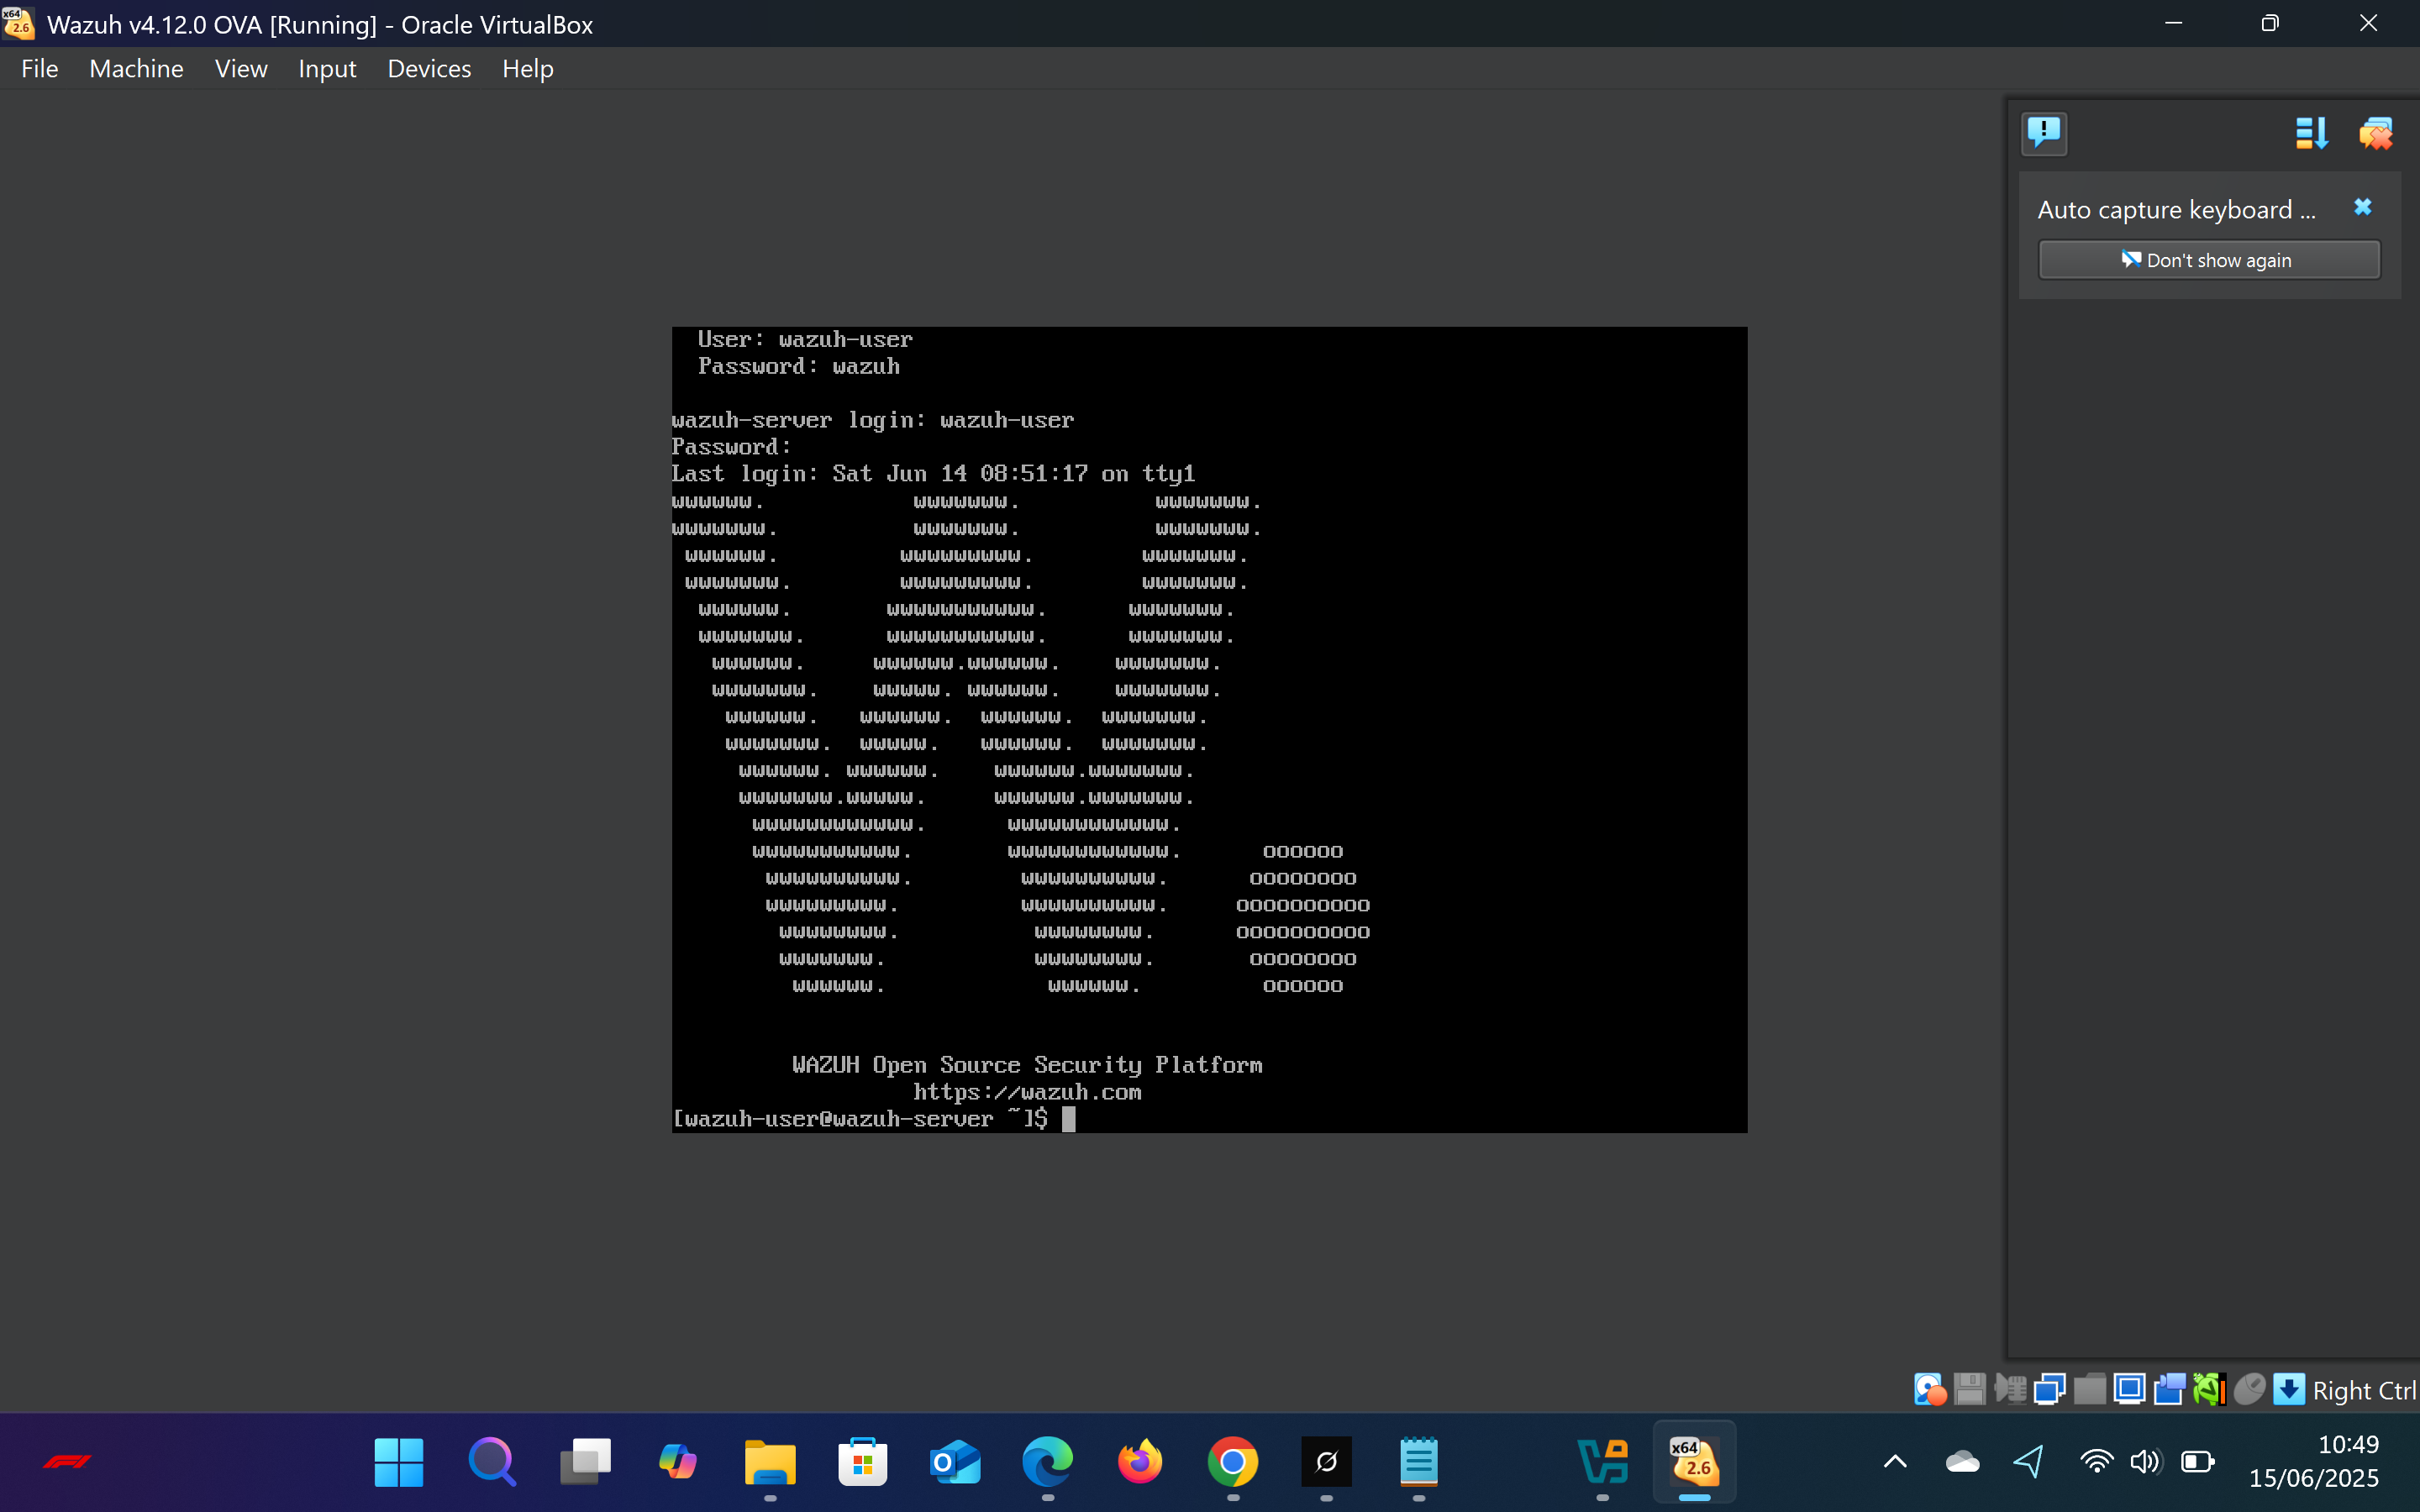 Wazuh v4.12.0 OVA [Running] - Oracle VirtualBox
File Machine View Input Devices Help
Auto capture keyboard ...
Don't show again
User: wazuh-user
Password: wazuh
wazuh-server login: wazuh-user
Password:
Last login: Sat Jun 14 08:51:17 on tty1
wwwwww.           wwwwwww.          wwwwwww.
wwwwwww.          wwwwwww.          wwwwwww.
 wwwwww.         wwwwwwwww.        wwwwwww.
 wwwwwww.        wwwwwwwww.        wwwwwww.
  wwwwww.       wwwwwwwwwww.      wwwwwww.
  wwwwwww.      wwwwwwwwwww.      wwwwwww.
   wwwwww.     wwwwww.wwwwww.    wwwwwww.
   wwwwwww.    wwwww. wwwwww.    wwwwwww.
    wwwwww.   wwwwww.  wwwwww.  wwwwwww.
    wwwwwww.  wwwww.   wwwwww.  wwwwwww.
     wwwwww. wwwwww.    wwwwww.wwwwwww.
     wwwwwww.wwwww.     wwwwww.wwwwwww.
      wwwwwwwwwwww.      wwwwwwwwwwww.
      wwwwwwwwwww.       wwwwwwwwwwww.      oooooo
       wwwwwwwwww.        wwwwwwwwww.      oooooooo
       wwwwwwwww.         wwwwwwwwww.     oooooooooo
        wwwwwwww.          wwwwwwww.      oooooooooo
        wwwwwww.           wwwwwwww.       oooooooo
         wwwwww.            wwwwww.         oooooo
WAZUH Open Source Security Platform
https://wazuh.com
[wazuh-user@wazuh-server ~]$
Right Ctrl
x64
2.6
10:49
15/06/2025